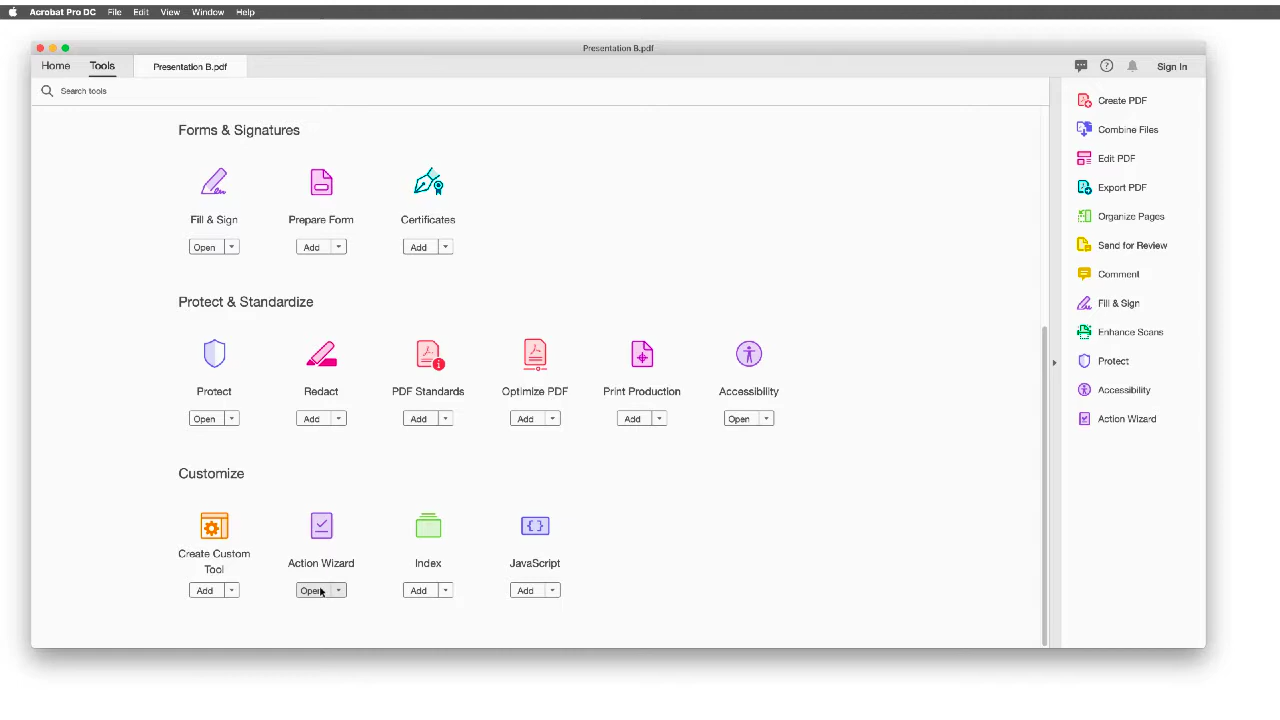 Acrobat Pro DC File Edit View Window Help
Presentation B.pdf
Home Tools Presentation B.pdf Sign In
Search tools
Forms & Signatures
Fill & Sign Prepare Form Certificates
Open Add Add
Protect & Standardize
Protect Redact PDF Standards Optimize PDF Print Production Accessibility
Open Add Add Add Add Open
Customize
Create Custom Tool Action Wizard Index JavaScript
Add Open Add Add
Create PDF
Combine Files
Edit PDF
Export PDF
Organize Pages
Send for Review
Comment
Fill & Sign
Enhance Scans
Protect
Accessibility
Action Wizard